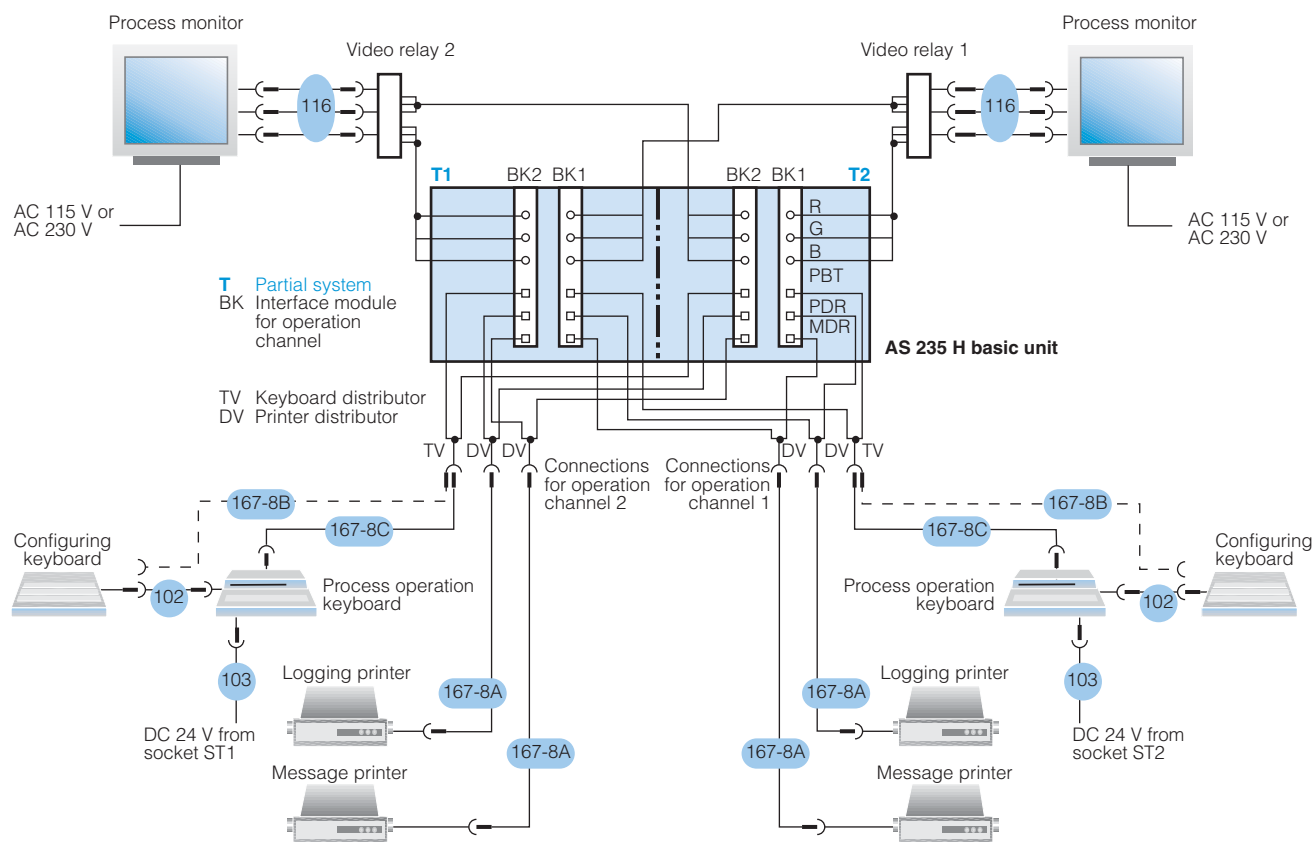 Process monitor
Process monitor
Video relay 2
Video relay 1
116
116
T1
BK2
BK1
BK2
BK1
T2
AC 115 V or
AC 230 V
AC 115 V or
AC 230 V
R
G
B
PBT
PDR
MDR
T Partial system
BK Interface module
for operation
channel
AS 235 H basic unit
TV Keyboard distributor
DV Printer distributor
TV
DV
DV
DV
DV
TV
Connections
for operation
channel 2
Connections
for operation
channel 1
167-8B
167-8B
167-8C
167-8C
Configuring
keyboard
Configuring
keyboard
102
102
Process operation
keyboard
Process operation
keyboard
103
103
Logging printer
Logging printer
167-8A
167-8A
DC 24 V from
socket ST1
DC 24 V from
socket ST2
167-8A
167-8A
Message printer
Message printer